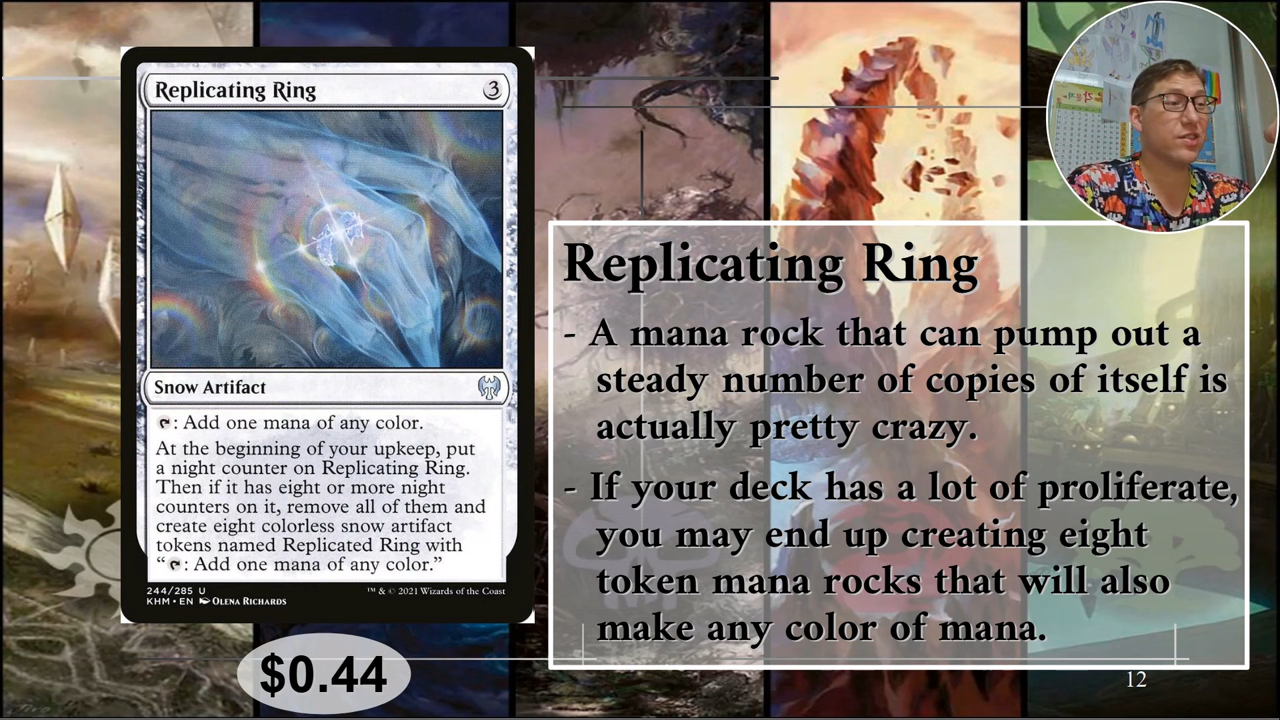 Replicating Ring 3
Snow Artifact
: Add one mana of any color.
At the beginning of your upkeep, put
a night counter on Replicating Ring.
Then if it has eight or more night
counters on it, remove all of them and
create eight colorless snow artifact
tokens named Replicated Ring with
“: Add one mana of any color.”
244/285 U
KHM • EN OLENA RICHARDS
™ & © 2021 Wizards of the Coast
$0.44
Replicating Ring
- A mana rock that can pump out a
steady number of copies of itself is
actually pretty crazy.
- If your deck has a lot of proliferate,
you may end up creating eight
token mana rocks that will also
make any color of mana.
12